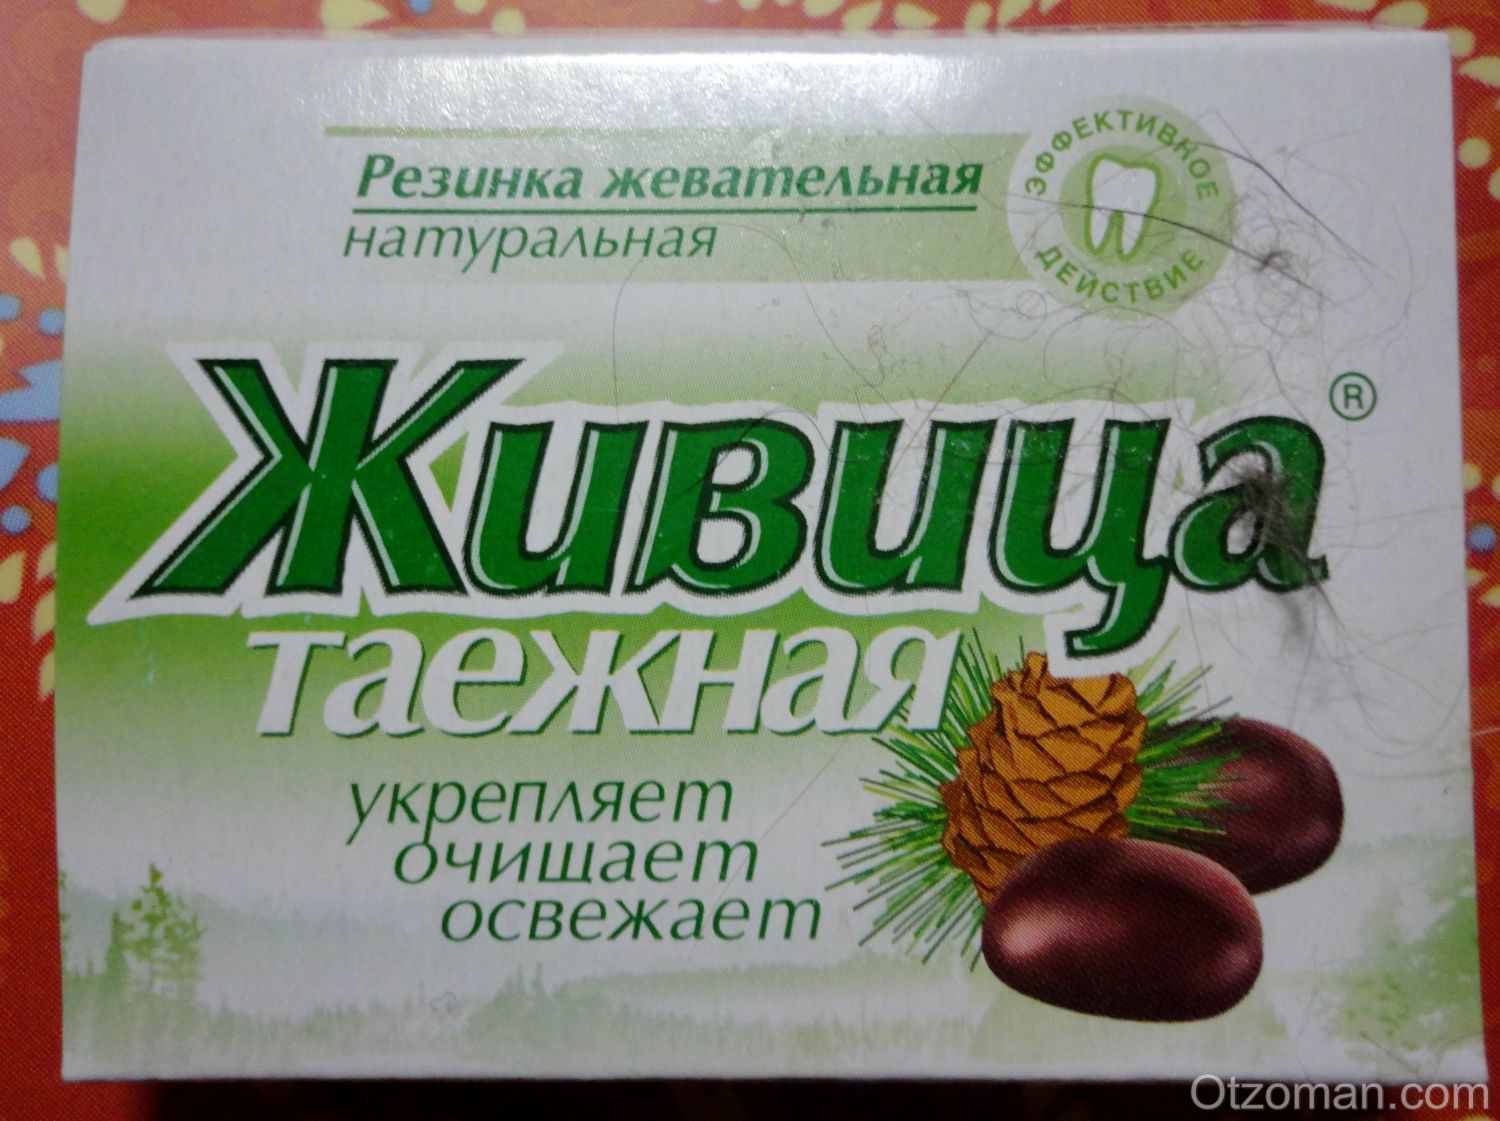 Резинка жевательная
натуральная
ЭФФЕКТИВНОЕ
ДЕЙСТВИЕ
Живица®
таежная
укрепляет
очищает
освежает
Otzoman.com